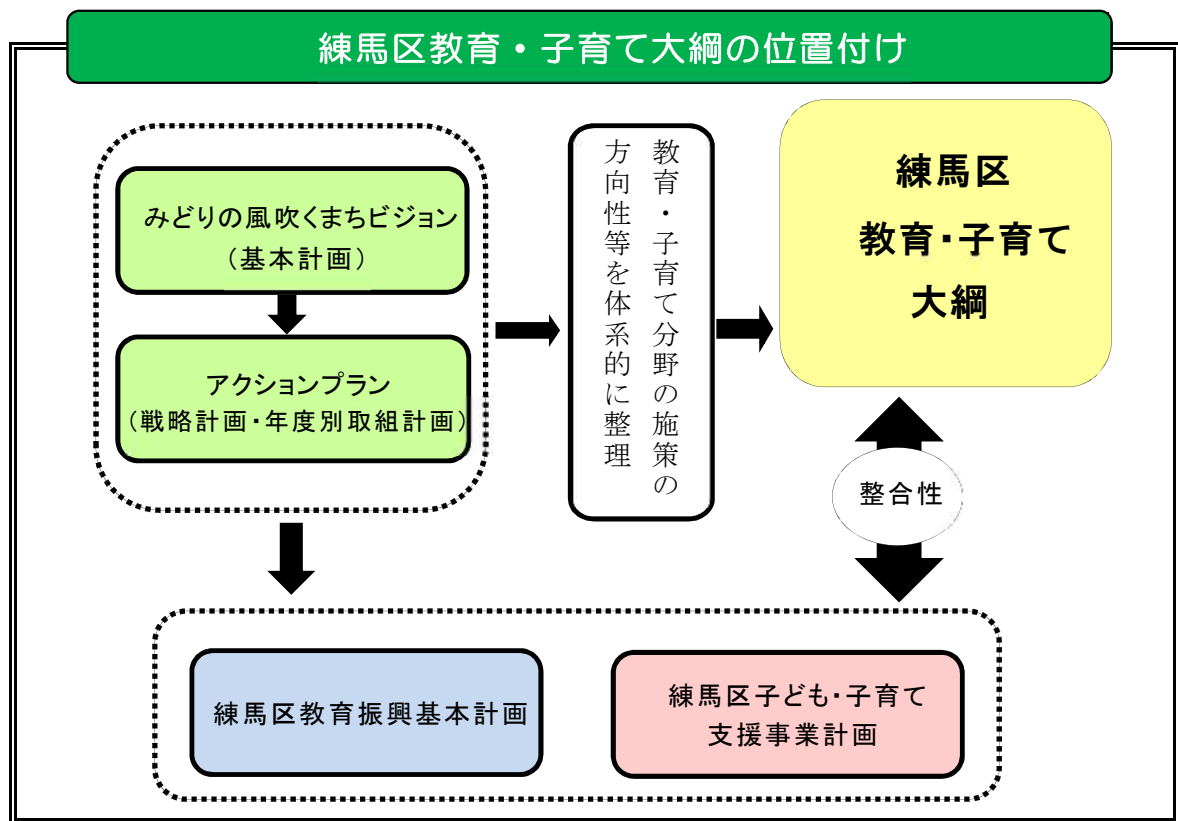 練馬区教育・子育て大綱の位置付け
みどりの風吹くまちビジョン
（基本計画）
アクションプラン
（戦略計画・年度別取組計画）
教育・子育て分野の施策の
方向性等を体系的に整理
練馬区
教育・子育て
大綱
整合性
練馬区教育振興基本計画
練馬区子ども・子育て
支援事業計画